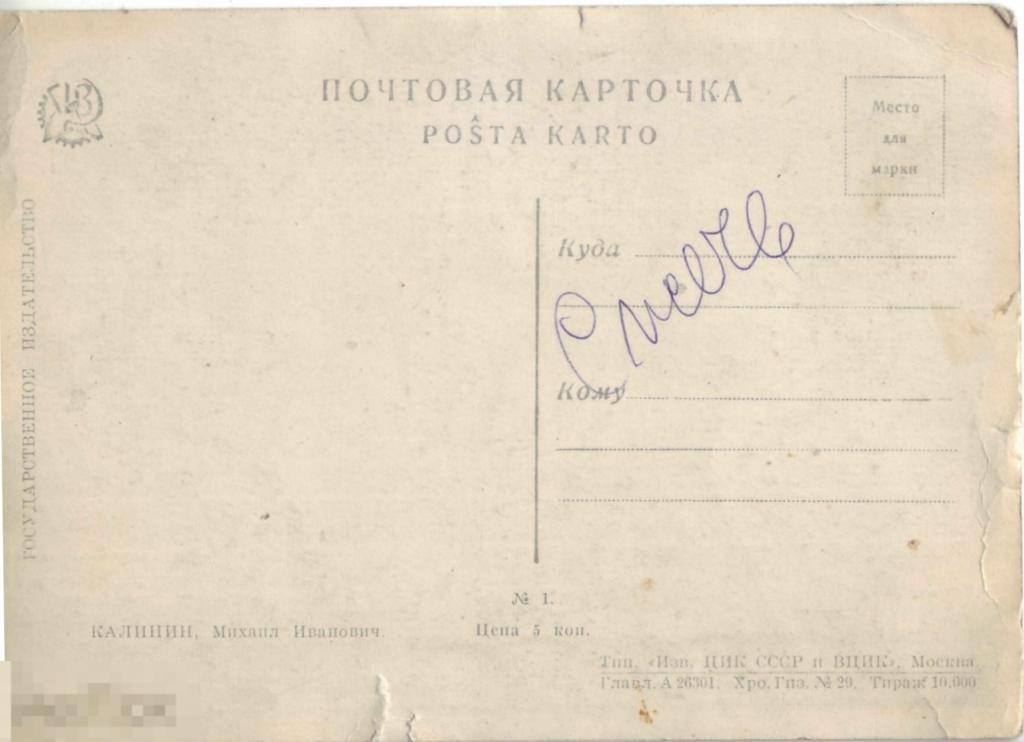 ПОЧТОВАЯ КАРТОЧКА
POŜTA KARTO
Место
для
марки
ГОСУДАРСТВЕННОЕ ИЗДАТЕЛЬСТВО
Куда
Кому
№ 1.
КАЛИНИН, Михаил Иванович.
Цена 5 коп.
Тип. «Изв. ЦИК СССР и ВЦИК», Москва.
Главл. А 26301. Хро. Гиз. № 29. Тираж 10.000